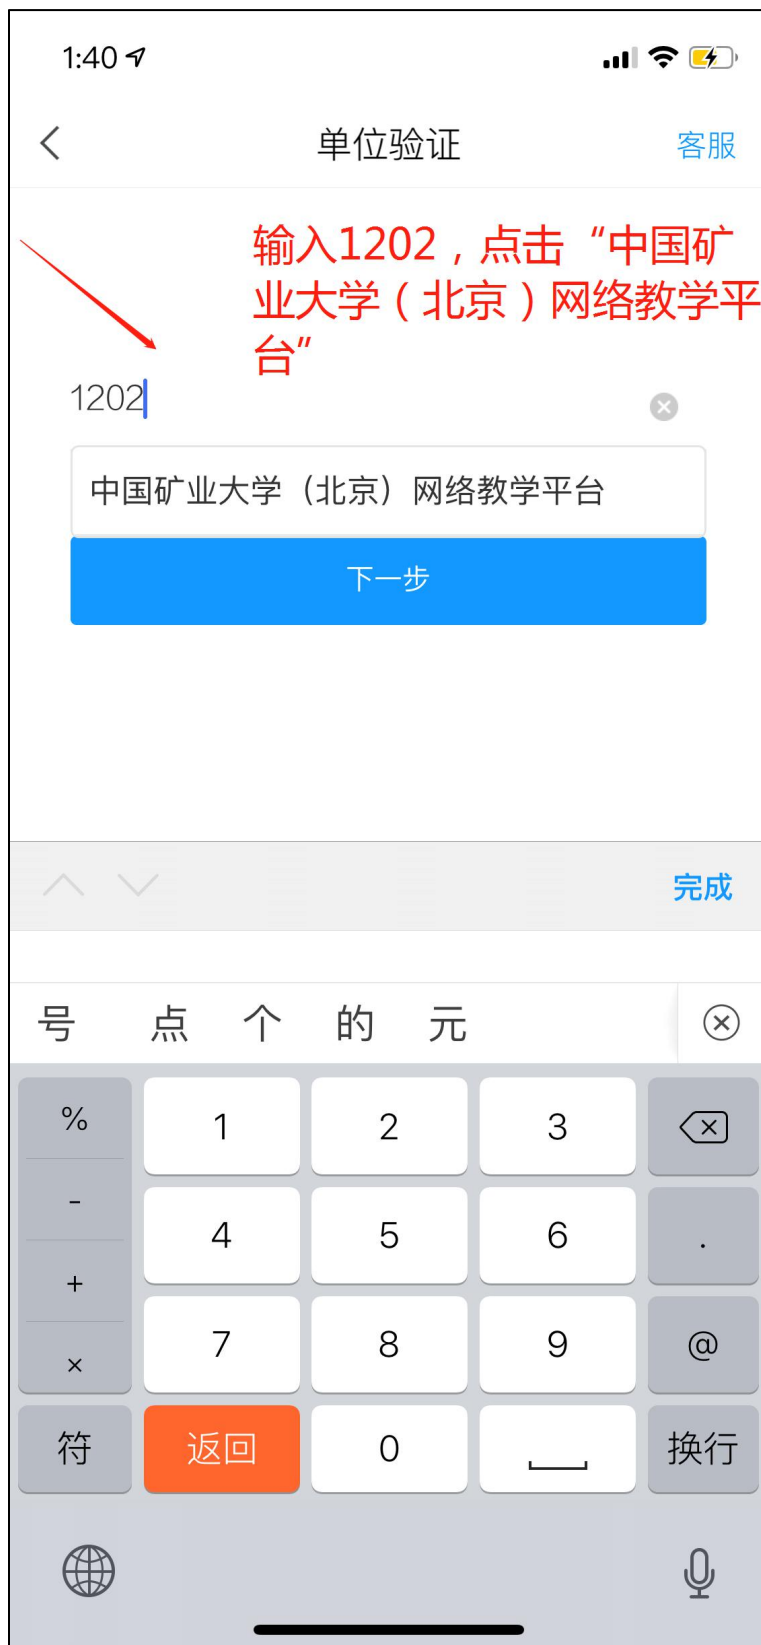 1:40
单位验证 客服
输入1202，点击“中国矿
业大学（北京）网络教学平
台”
1202
中国矿业大学（北京）网络教学平台
下一步
完成
号 点 个 的 元
% 1 2 3
- 4 5 6 .
+
× 7 8 9 @
符 返回 0 换行